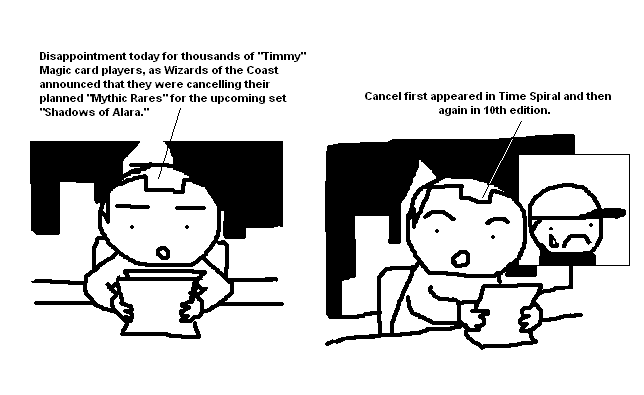 Disappointment today for thousands of "Timmy"
Magic card players, as Wizards of the Coast
announced that they were cancelling their
planned "Mythic Rares" for the upcoming set
"Shadows of Alara."
Cancel first appeared in Time Spiral and then
again in 10th edition.